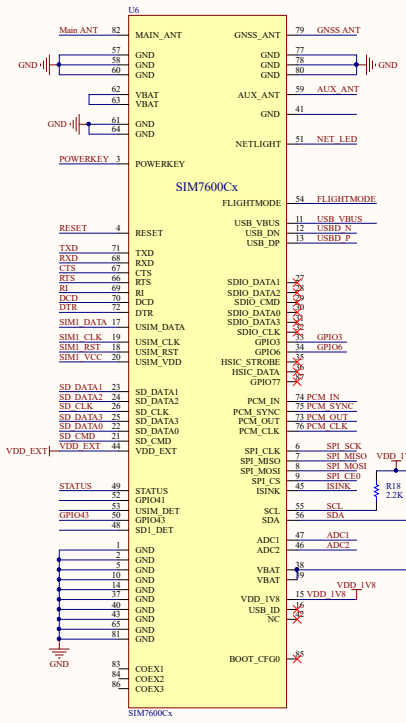 U6
Main ANT 82 MAIN_ANT GNSS_ANT 79 GNSS ANT
57 GND GND 77
GND 58 GND GND 78 GND
60 GND GND 80
62 VBAT AUX_ANT 59 AUX_ANT
63 VBAT
GND 61 GND GND 41
64 GND
NETLIGHT 51 NET_LED
POWERKEY 3 POWERKEY
SIM7600Cx
FLIGHTMODE 54 FLIGHTMODE
USB_VBUS 11 USB_VBUS
RESET 4 RESET USB_DN 12 USBD_N
USB_DP 13 USBD_P
TXD 71 TXD
RXD 68 RXD
CTS 67 CTS
RTS 66 RTS SDIO_DATA1 27
RI 69 RI SDIO_DATA2 28
DCD 70 DCD SDIO_CMD 29
DTR 72 DTR SDIO_DATA0 30
SDIO_DATA3 31
SIM1_DATA 17 USIM_DATA SDIO_CLK 32
SIM1_CLK 19 USIM_CLK GPIO3 33 GPIO3
SIM1_RST 18 USIM_RST GPIO6 34 GPIO6
SIM1_VCC 20 USIM_VDD HSIC_STROBE 35
HSIC_DATA 36
GPIO77 87
SD_DATA1 23 SD_DATA1
SD_DATA2 24 SD_DATA2 PCM_IN 74 PCM_IN
SD_CLK 26 SD_CLK PCM_SYNC 75 PCM_SYNC
SD_DATA3 25 SD_DATA3 PCM_OUT 73 PCM_OUT
SD_DATA0 22 SD_DATA0 PCM_CLK 76 PCM_CLK
SD_CMD 21 SD_CMD
VDD_EXT VDD_EXT 44 VDD_EXT SPI_CLK 6 SPI_SCK
SPI_MISO 7 SPI_MISO VDD_1
SPI_MOSI 8 SPI_MOSI
SPI_CS 9 SPI_CE0
STATUS 49 STATUS ISINK 45 ISINK
52 GPIO41 R18
53 USIM_DET SCL 55 SCL 2.2K
GPIO43 50 GPIO43 SDA 56 SDA
48 SD1_DET
ADC1 47 ADC1
1 GND ADC2 46 ADC2
2 GND
5 GND VBAT 38
10 GND VBAT 39
14 GND VDD_1V8
37 GND VDD_1V8 15 VDD_1V8
40 GND USB_ID 16
43 GND NC 42
65 GND
81 GND
GND BOOT_CFG0 85
83 COEX1
84 COEX2
86 COEX3
SIM7600Cx